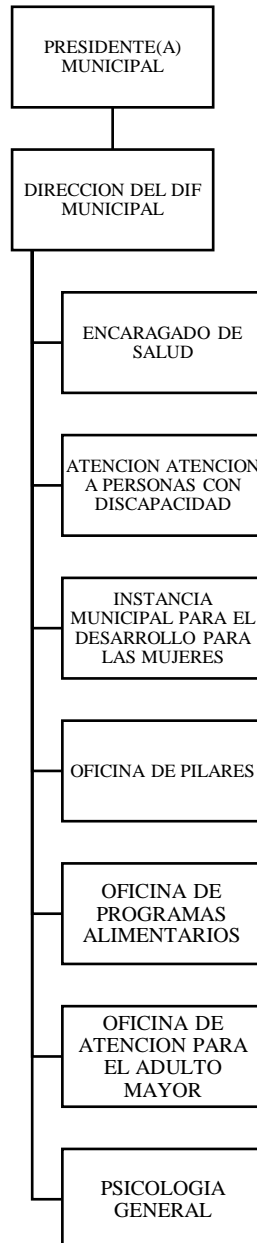 PRESIDENTE(A)
MUNICIPAL
DIRECCION DEL DIF
MUNICIPAL
ENCARAGADO DE
SALUD
ATENCION ATENCION
A PERSONAS CON
DISCAPACIDAD
INSTANCIA
MUNICIPAL PARA EL
DESARROLLO PARA
LAS MUJERES
OFICINA DE PILARES
OFICINA DE
PROGRAMAS
ALIMENTARIOS
OFICINA DE
ATENCION PARA
EL ADULTO
MAYOR
PSICOLOGIA
GENERAL